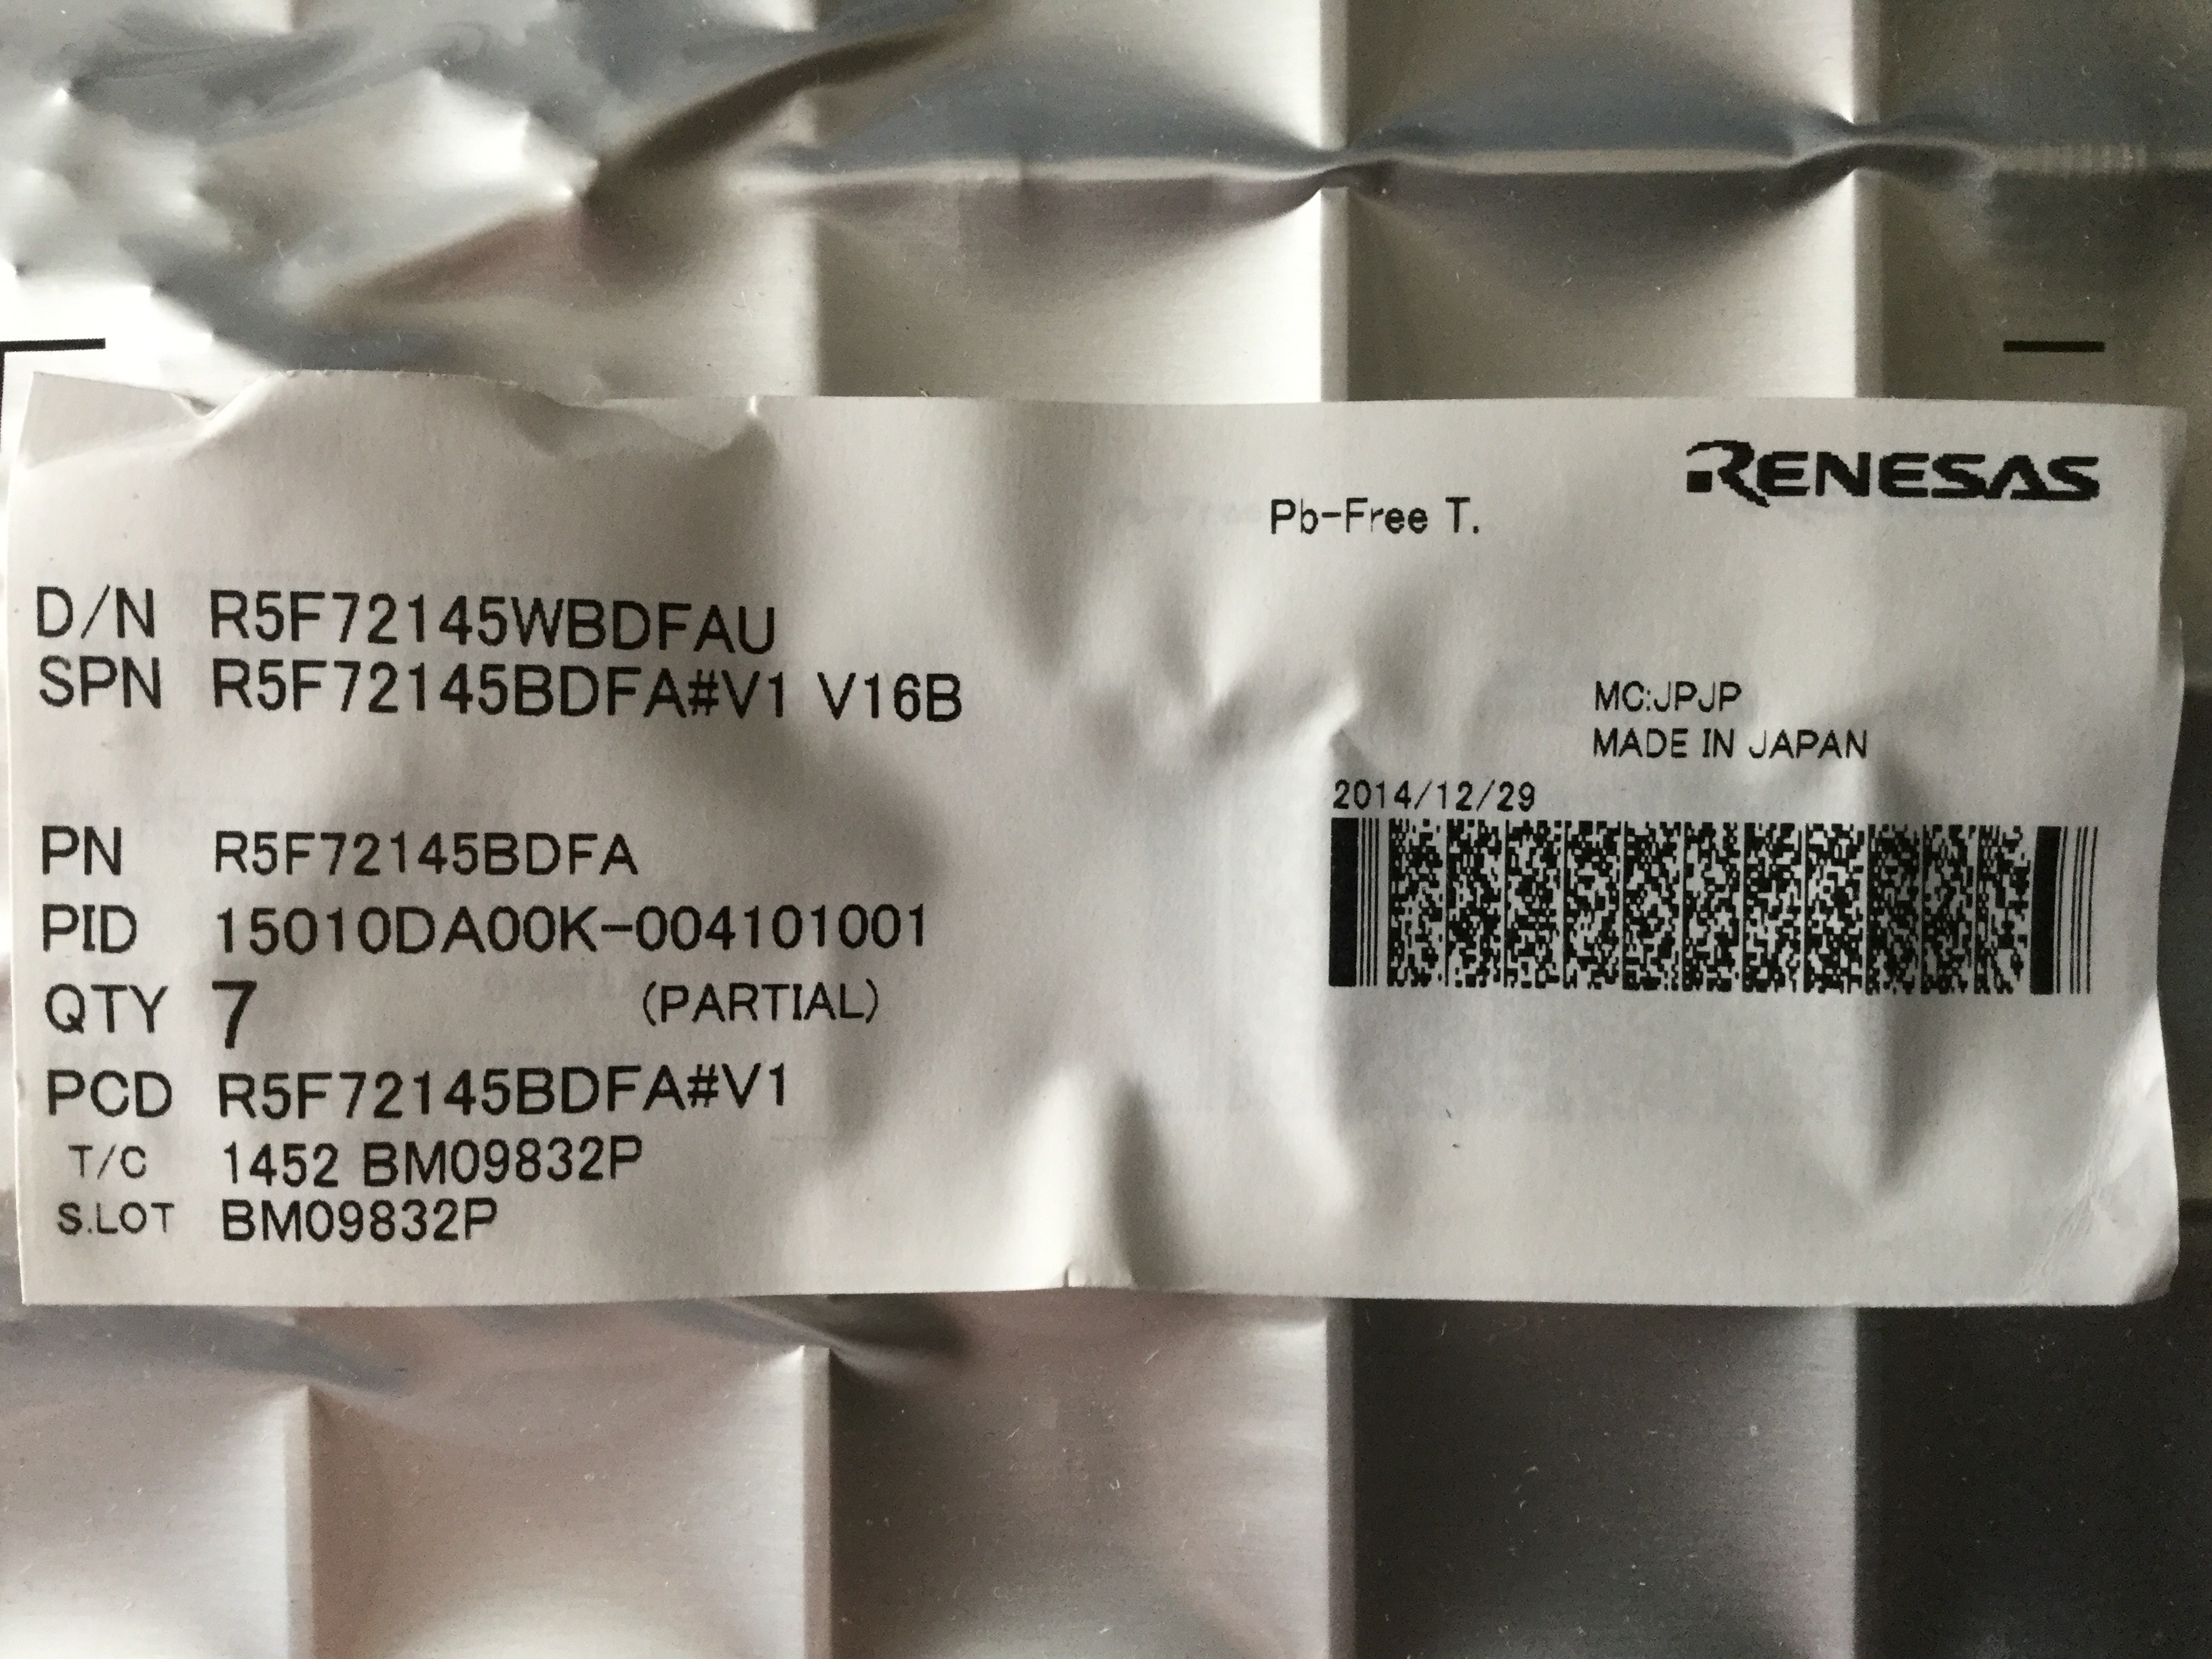 RENESAS
Pb-Free T.
D/N R5F72145WBDFAU
SPN R5F72145BDFA#V1 V16B
MC:JPJP
MADE IN JAPAN
2014/12/29
PN R5F72145BDFA
PID 15010DA00K-004101001
QTY 7 (PARTIAL)
PCD R5F72145BDFA#V1
T/C 1452 BM09832P
S.LOT BM09832P